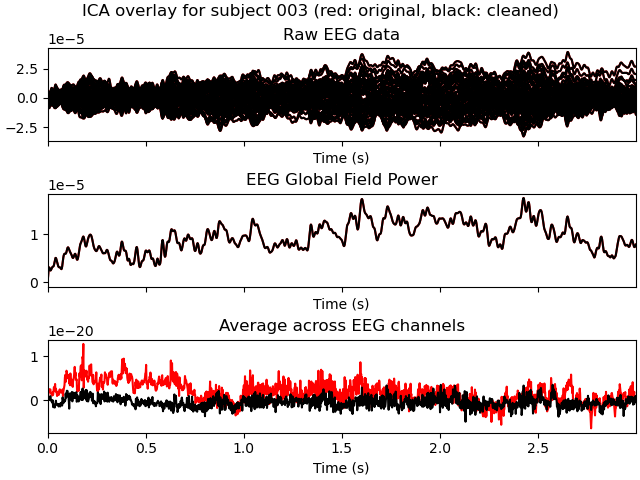 ICA overlay for subject 003 (red: original, black: cleaned)
Raw EEG data
1e−5
2.5
0.0
−2.5
Time (s)
EEG Global Field Power
1e−5
1
0
Time (s)
Average across EEG channels
1e−20
1
0
0.0 0.5 1.0 1.5 2.0 2.5
Time (s)